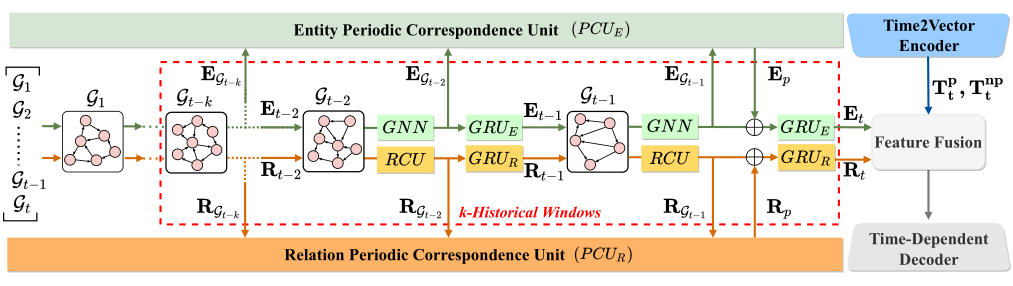 Entity Periodic Correspondence Unit (PCU_E)
Time2Vector
Encoder
G_1
G_2
G_{t-1}
G_t
G_1
G_{t-k}
E_{G_{t-k}}
E_{t-2}
R_{t-2}
R_{G_{t-k}}
G_{t-2}
GNN
RCU
E_{G_{t-2}}
R_{G_{t-2}}
GRU_E
GRU_R
E_{t-1}
R_{t-1}
k-Historical Windows
G_{t-1}
GNN
RCU
E_{G_{t-1}}
R_{G_{t-1}}
E_p
R_p
GRU_E
GRU_R
E_t
R_t
T_t^p, T_t^{np}
Feature Fusion
Time-Dependent
Decoder
Relation Periodic Correspondence Unit (PCU_R)